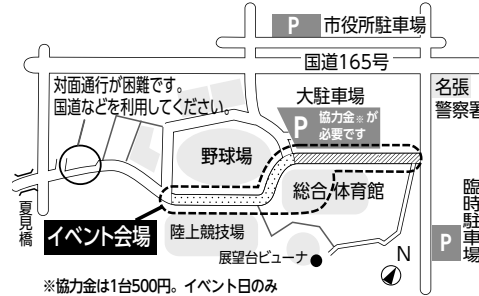 P 市役所駐車場
国道165号
対面通行が困難です。
国道などを利用してください。
大駐車場
P 協力金※が
必要です
名張
警察署
野球場
総合体育館
夏見橋
イベント会場
陸上競技場
展望台ビューナ
臨時駐車場
P
N
※協力金は1台500円。イベント日のみ